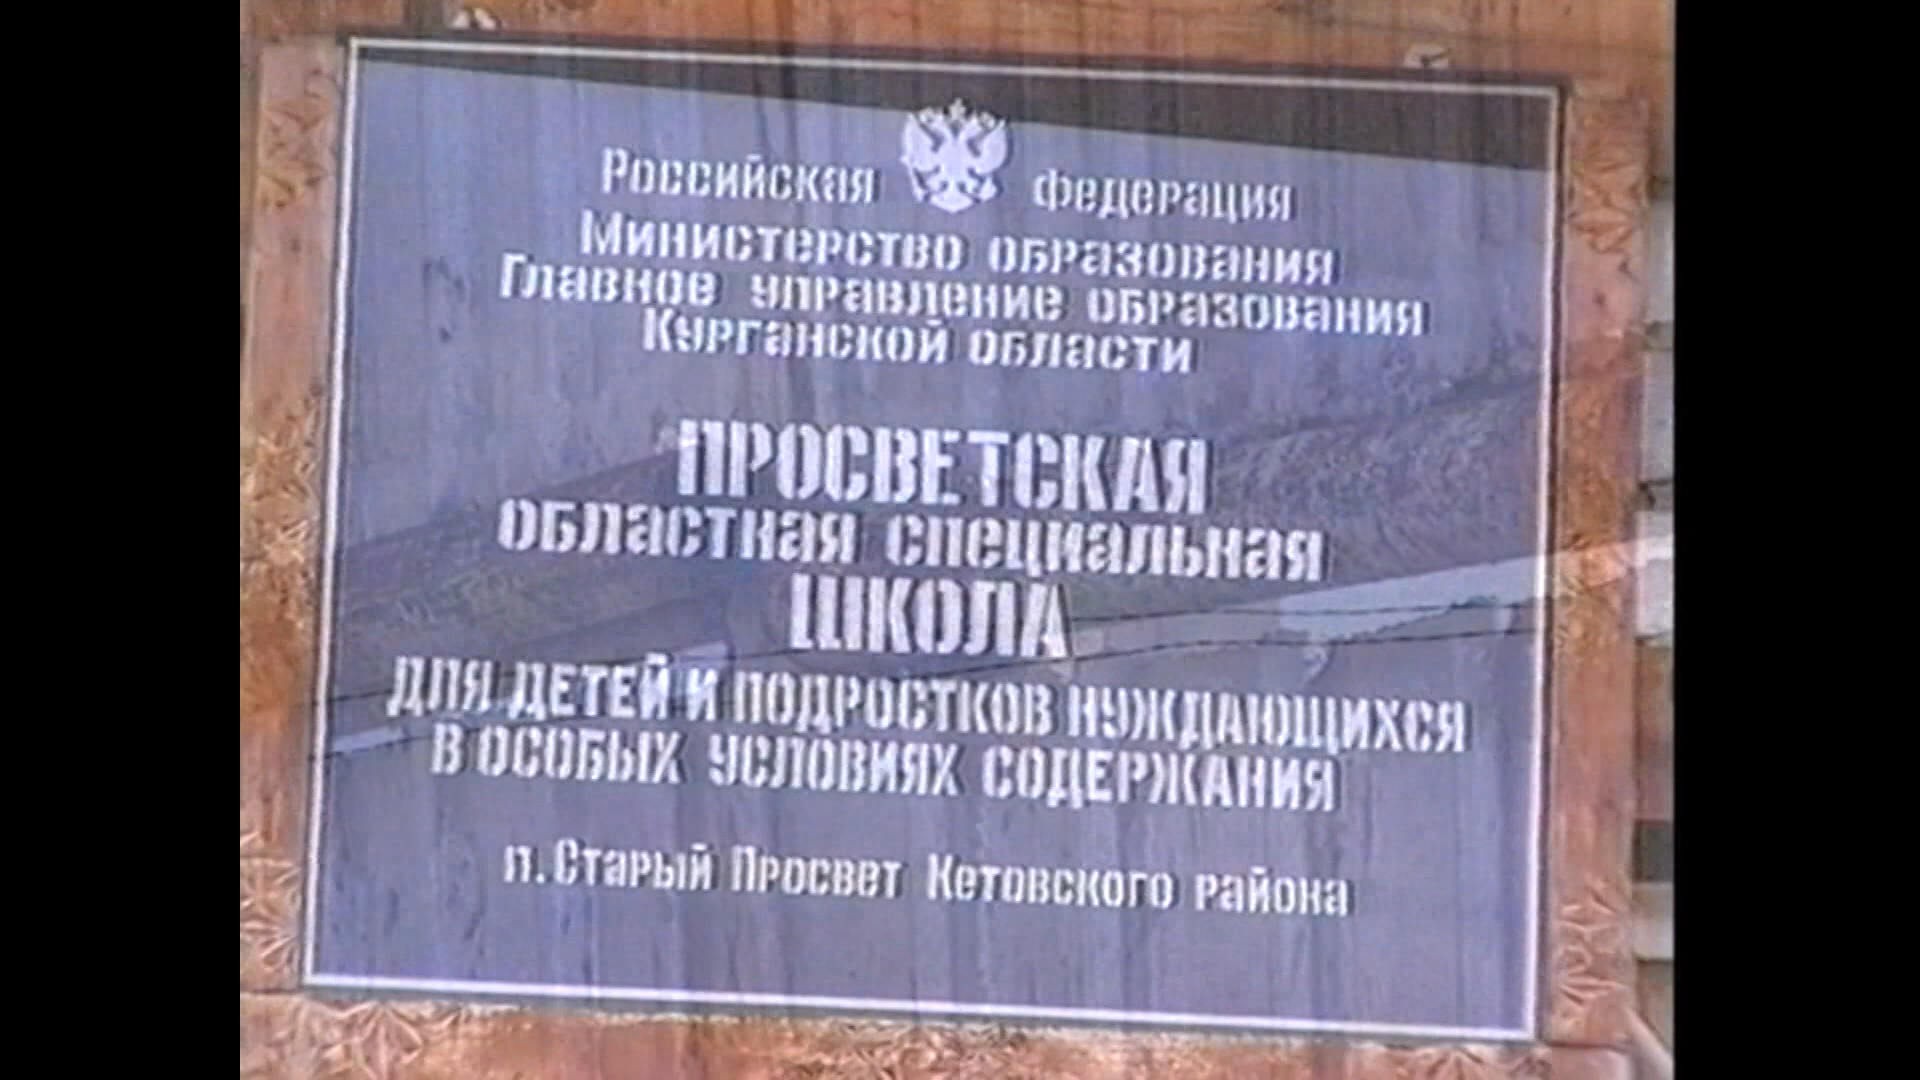 Российская Федерация
Министерство образования
Главное управление образования
Курганской области
ПРОСВЕТСКАЯ
областная специальная
ШКОЛА
ДЛЯ ДЕТЕЙ И ПОДРОСТКОВ НУЖДАЮЩИХСЯ
В ОСОБЫХ УСЛОВИЯХ СОДЕРЖАНИЯ
п. Старый Просвет Кетовского района